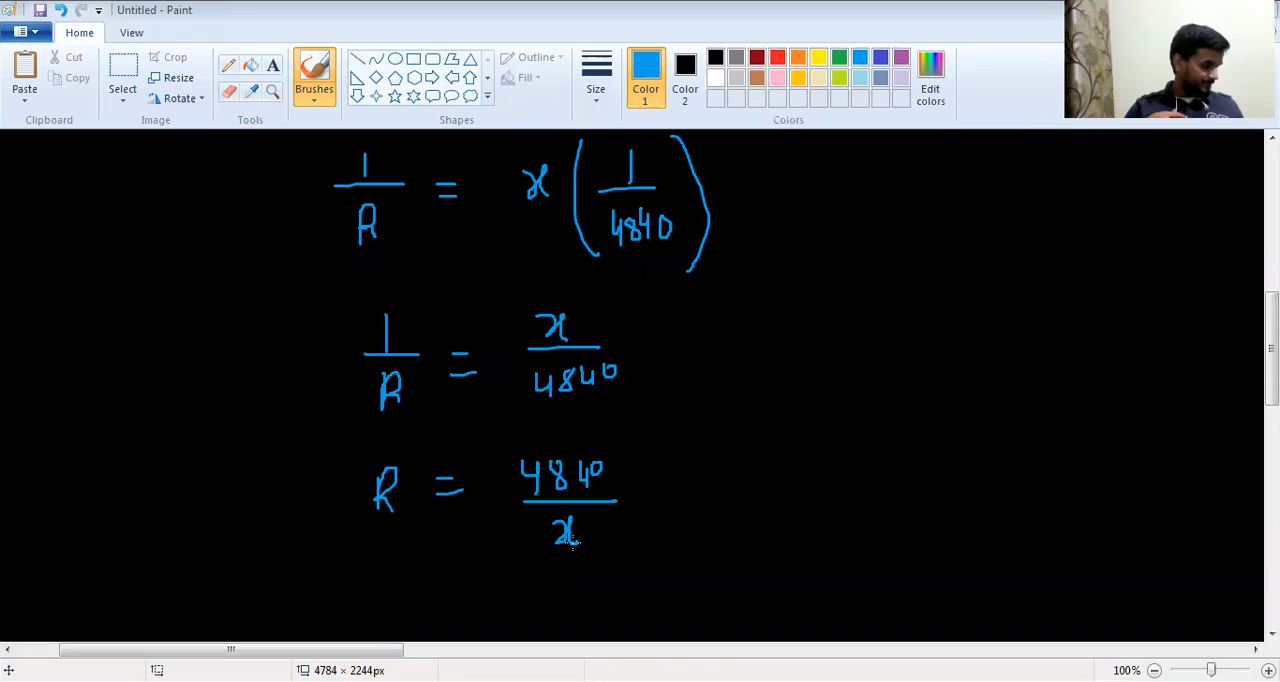 Untitled - Paint
Home View
Paste Cut Copy Select Crop Resize Rotate A Brushes Outline Fill Size Color 1 Color 2 Edit colors
Clipboard Image Tools Shapes Colors
1/R = x(1/4840)
1/R = x/4840
R = 4840/x
4784 × 2244px 100%